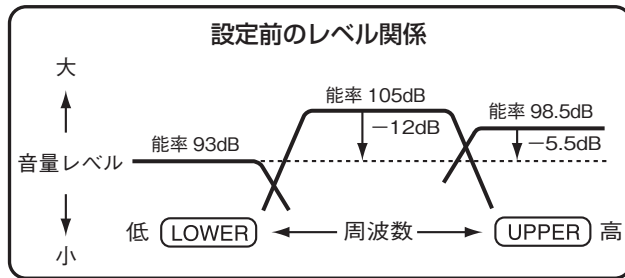 設定前のレベル関係
大
能率 105dB
能率 98.5dB
−12dB
−5.5dB
能率 93dB
音量レベル
低 LOWER 周波数 UPPER 高
小